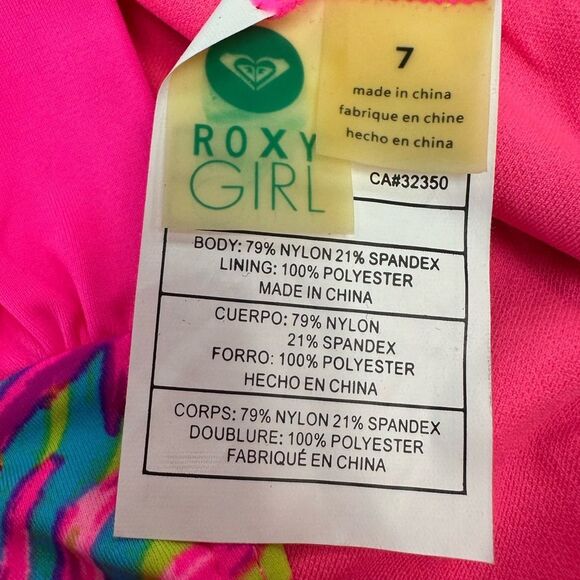 ROXY
GIRL
7
made in china
fabrique en chine
hecho en china
CA#32350
BODY: 79% NYLON 21% SPANDEX
LINING: 100% POLYESTER
MADE IN CHINA
CUERPO: 79% NYLON
21% SPANDEX
FORRO: 100% POLYESTER
HECHO EN CHINA
CORPS: 79% NYLON 21% SPANDEX
DOUBLURE: 100% POLYESTER
FABRIQUÉ EN CHINA